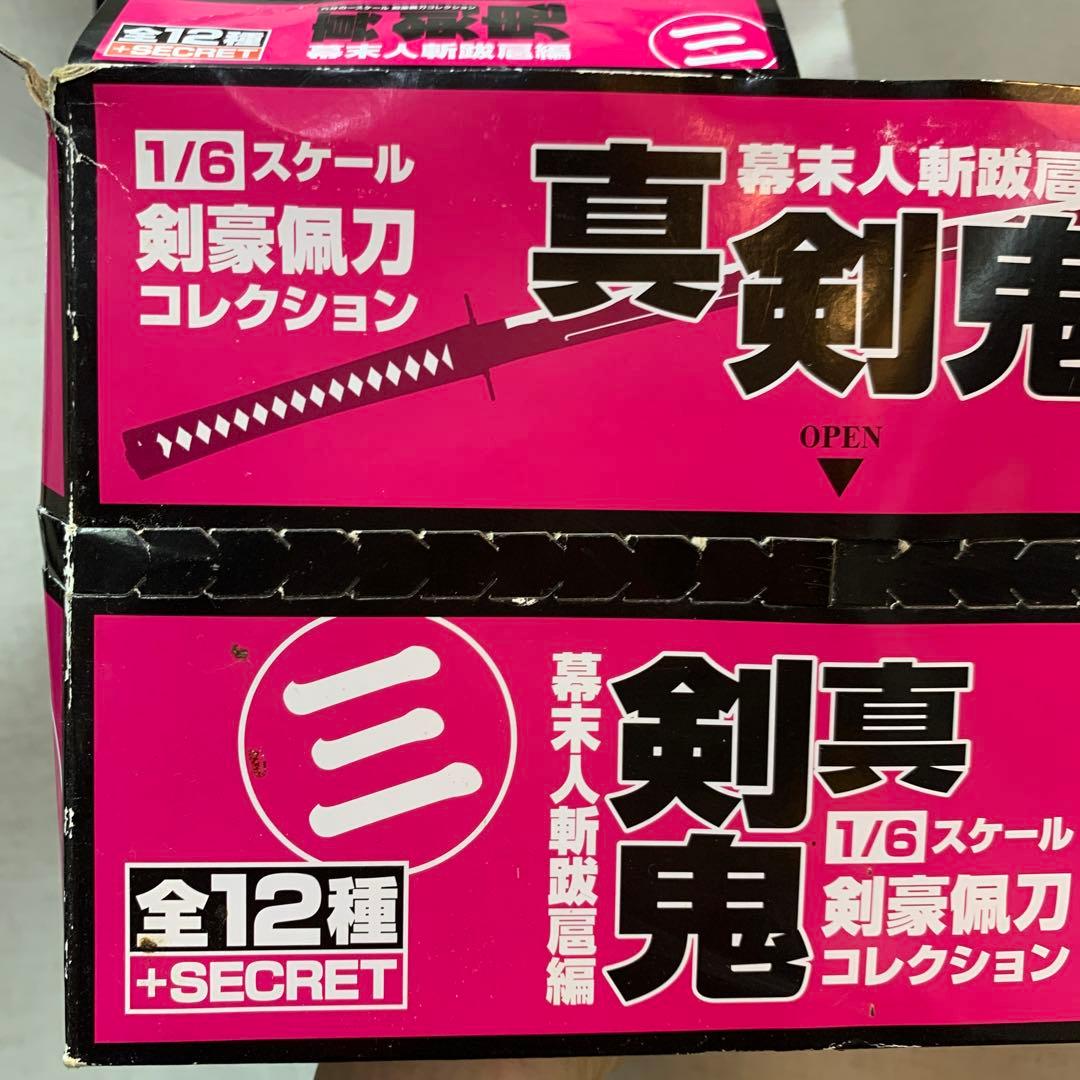 全12種
+SECRET
幕末人斬跋扈編
三
1/6スケール
剣豪佩刀
コレクション
幕末人斬跋扈
真剣鬼
OPEN
三
全12種
+SECRET
幕末人斬跋扈編
真剣鬼
1/6スケール
剣豪佩刀
コレクション